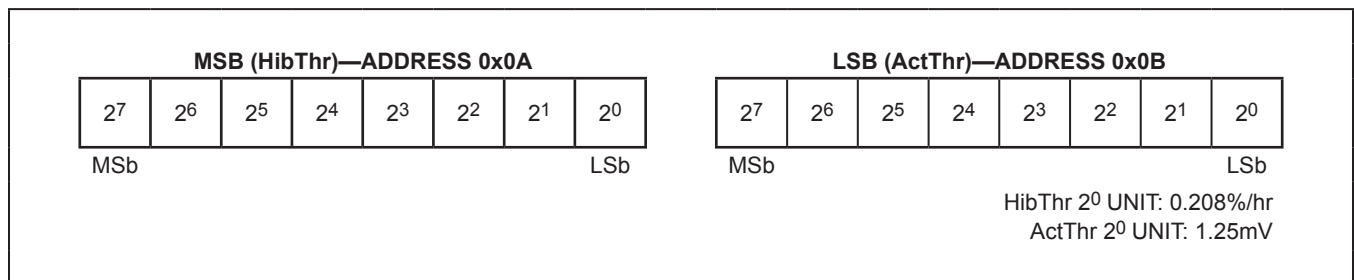 MSB (HibThr)—ADDRESS 0x0A
2⁷ 2⁶ 2⁵ 2⁴ 2³ 2² 2¹ 2⁰
MSb LSb
LSB (ActThr)—ADDRESS 0x0B
2⁷ 2⁶ 2⁵ 2⁴ 2³ 2² 2¹ 2⁰
MSb LSb
HibThr 2⁰ UNIT: 0.208%/hr
ActThr 2⁰ UNIT: 1.25mV